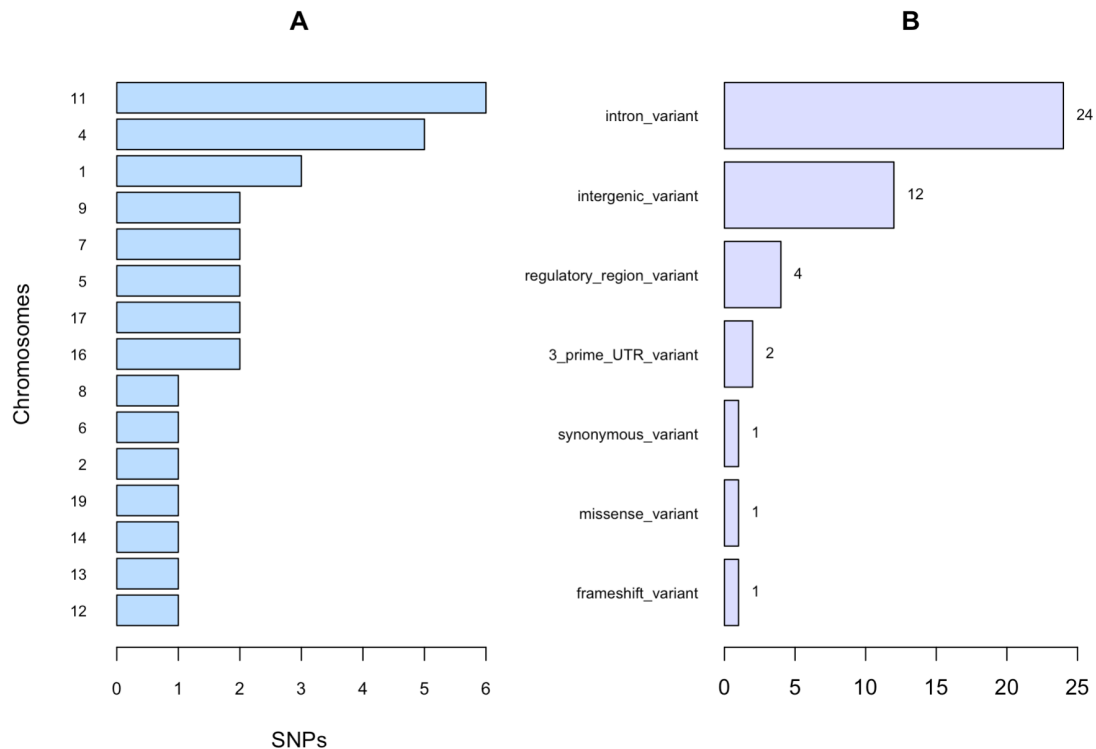 A
Chromosomes
11
4
1
9
7
5
17
16
8
6
2
19
14
13
12
0 1 2 3 4 5 6
SNPs
B
intron_variant 24
intergenic_variant 12
regulatory_region_variant 4
3_prime_UTR_variant 2
synonymous_variant 1
missense_variant 1
frameshift_variant 1
0 5 10 15 20 25